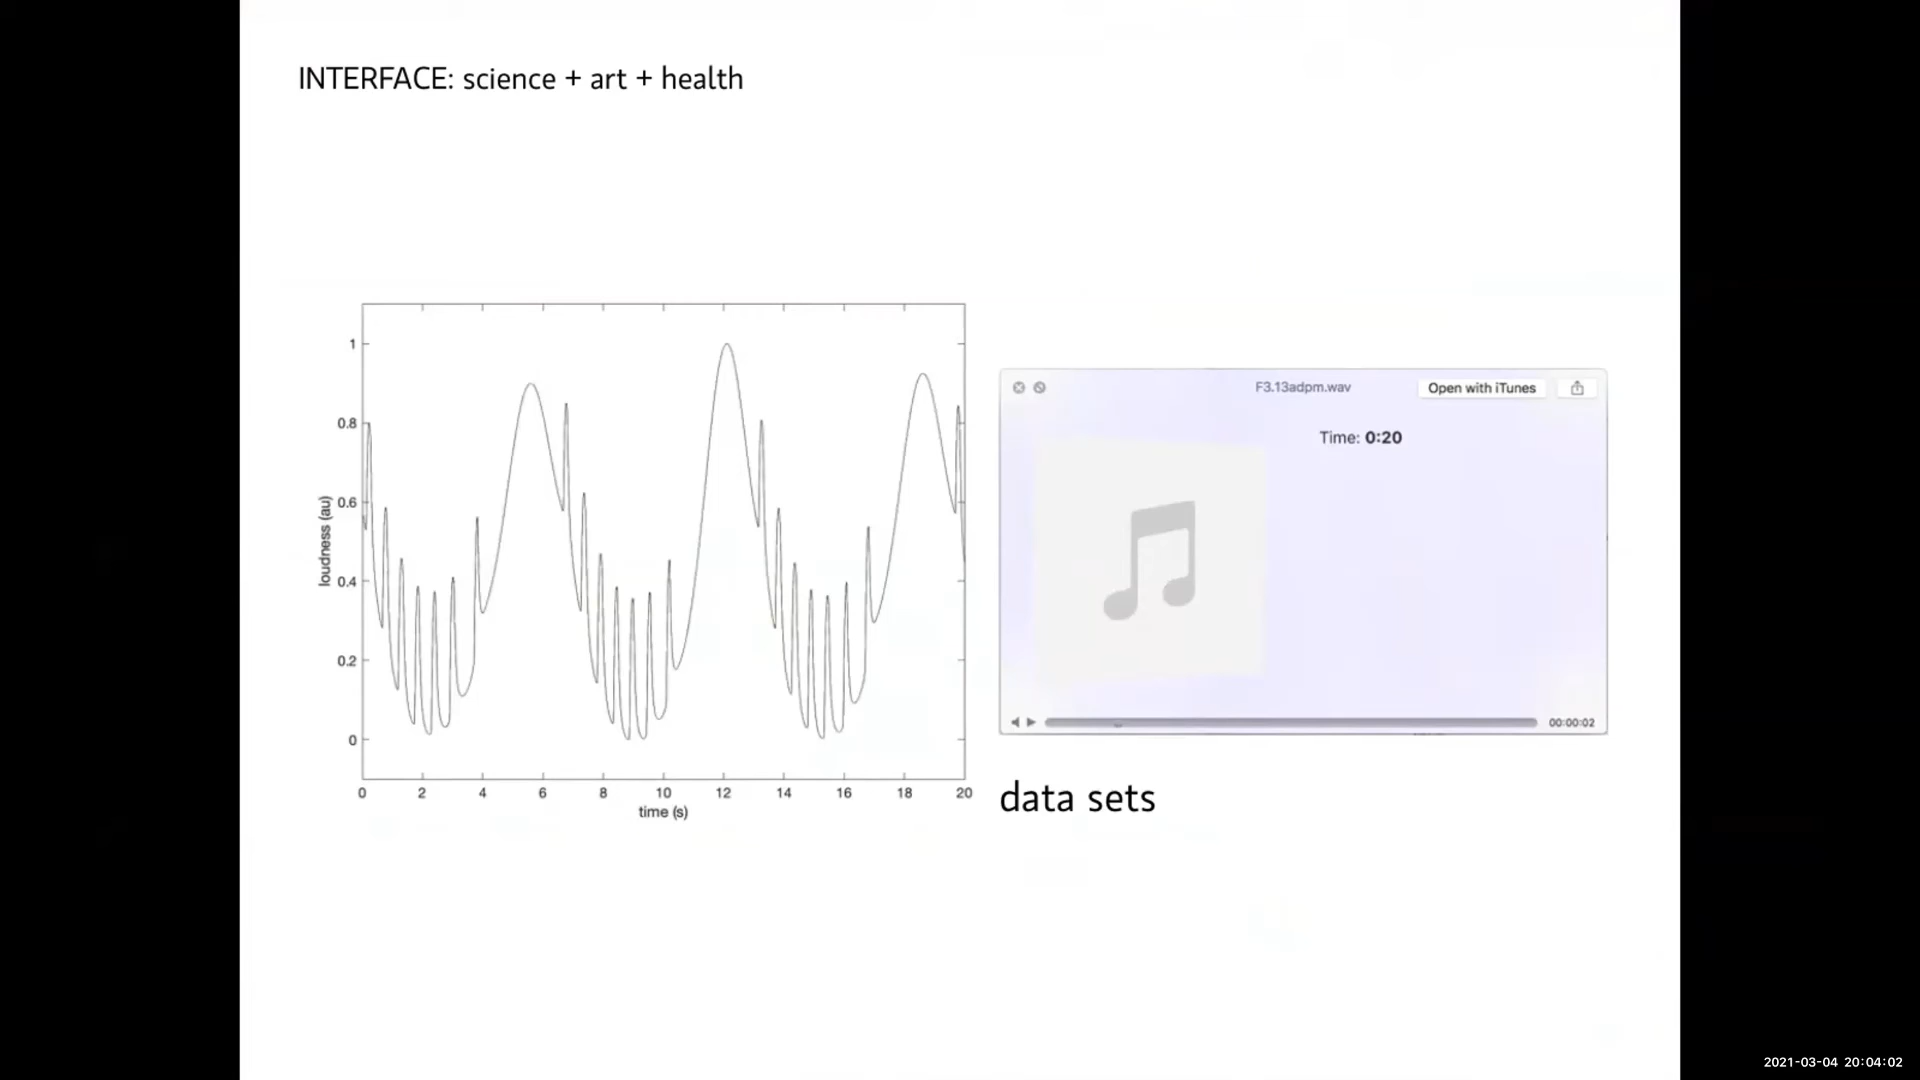 INTERFACE: science + art + health
1
0.8
0.6
0.4
0.2
0
loudness (au)
0 2 4 6 8 10 12 14 16 18 20
time (s)
F3.13adpm.wav
Open with iTunes
Time: 0:20
00:00:02
data sets
2021-03-04 20:04:02